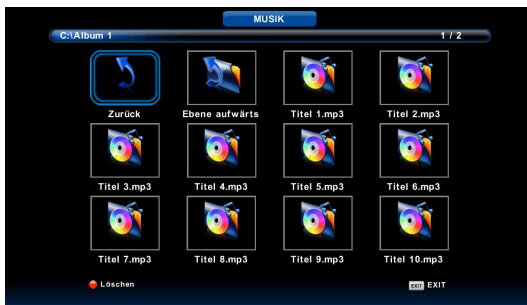 MUSIK
C:\Album 1 1 / 2
Zurück Ebene aufwärts Titel 1.mp3 Titel 2.mp3
Titel 3.mp3 Titel 4.mp3 Titel 5.mp3 Titel 6.mp3
Titel 7.mp3 Titel 8.mp3 Titel 9.mp3 Titel 10.mp3
Löschen EXIT EXIT